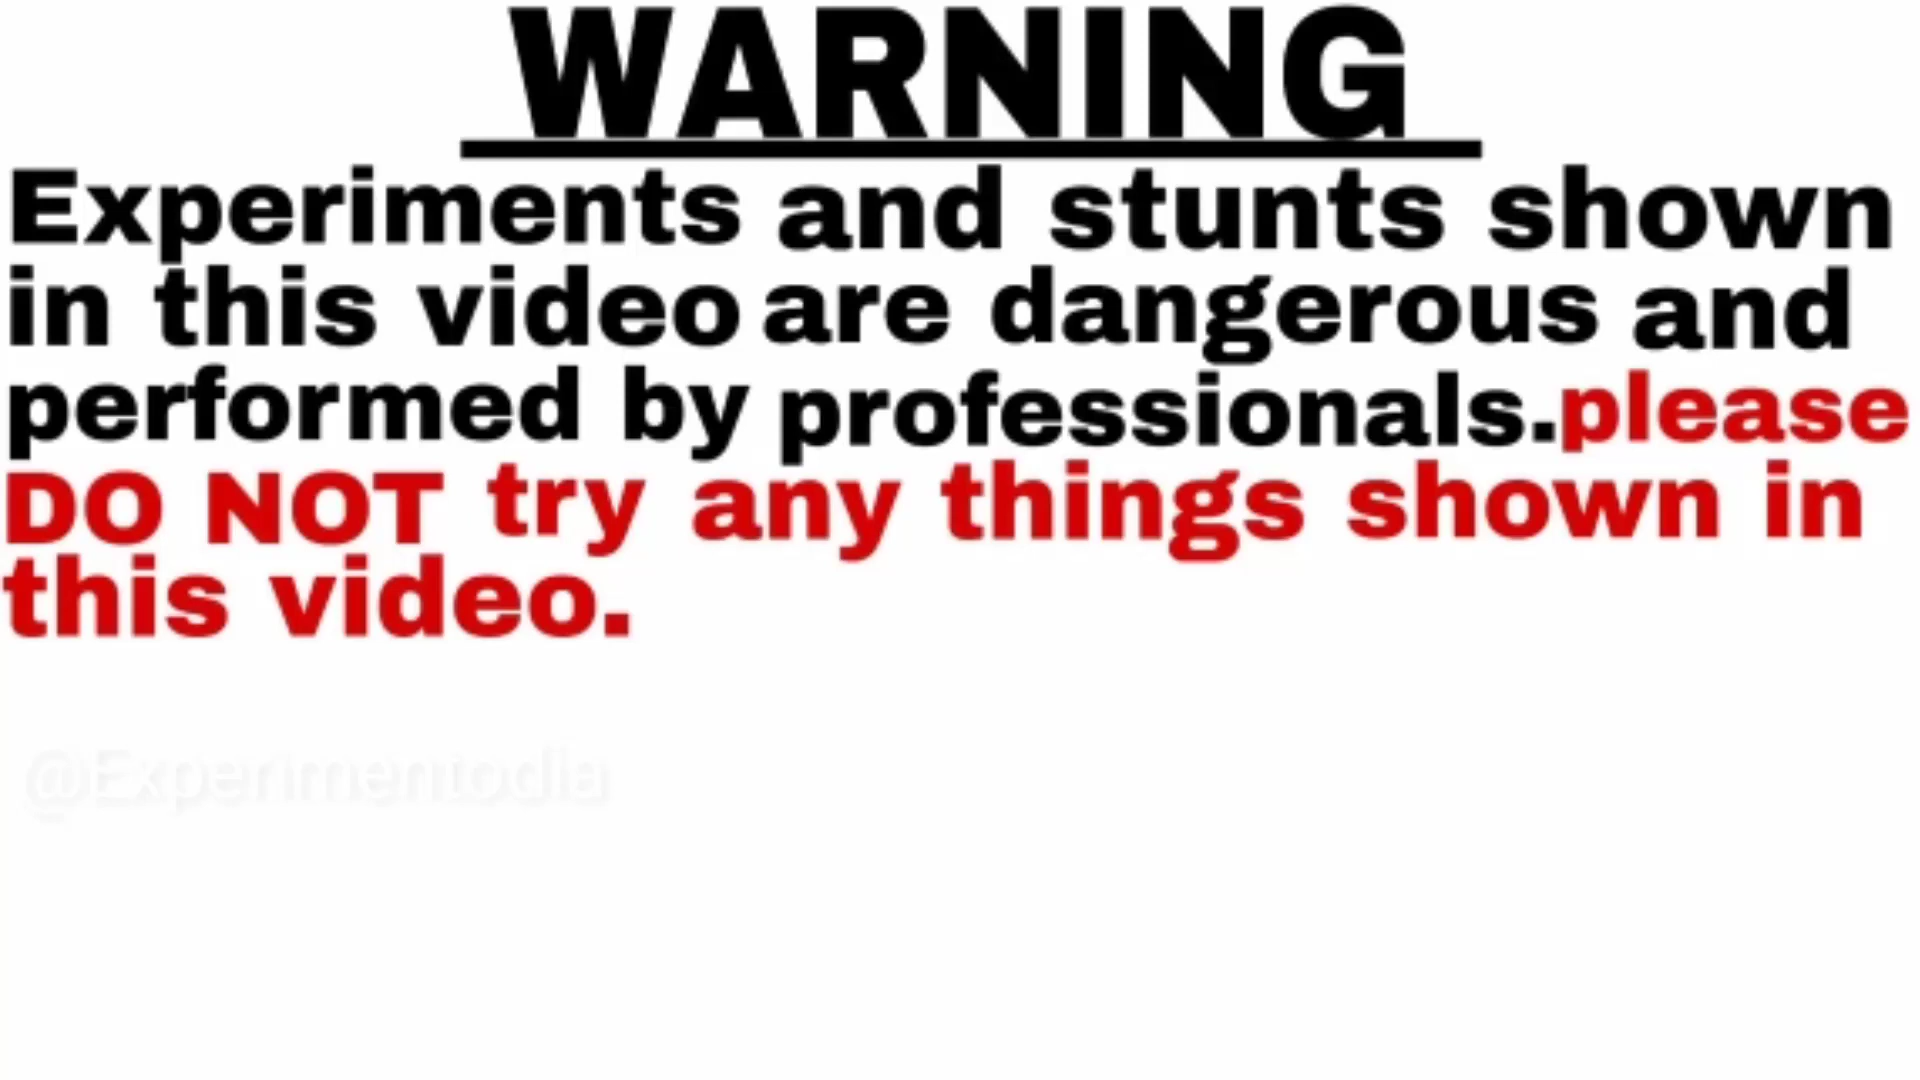 WARNING
Experiments and stunts shown
in this video are dangerous and
performed by professionals.please
DO NOT try any things shown in
this video.
@Experimentodia